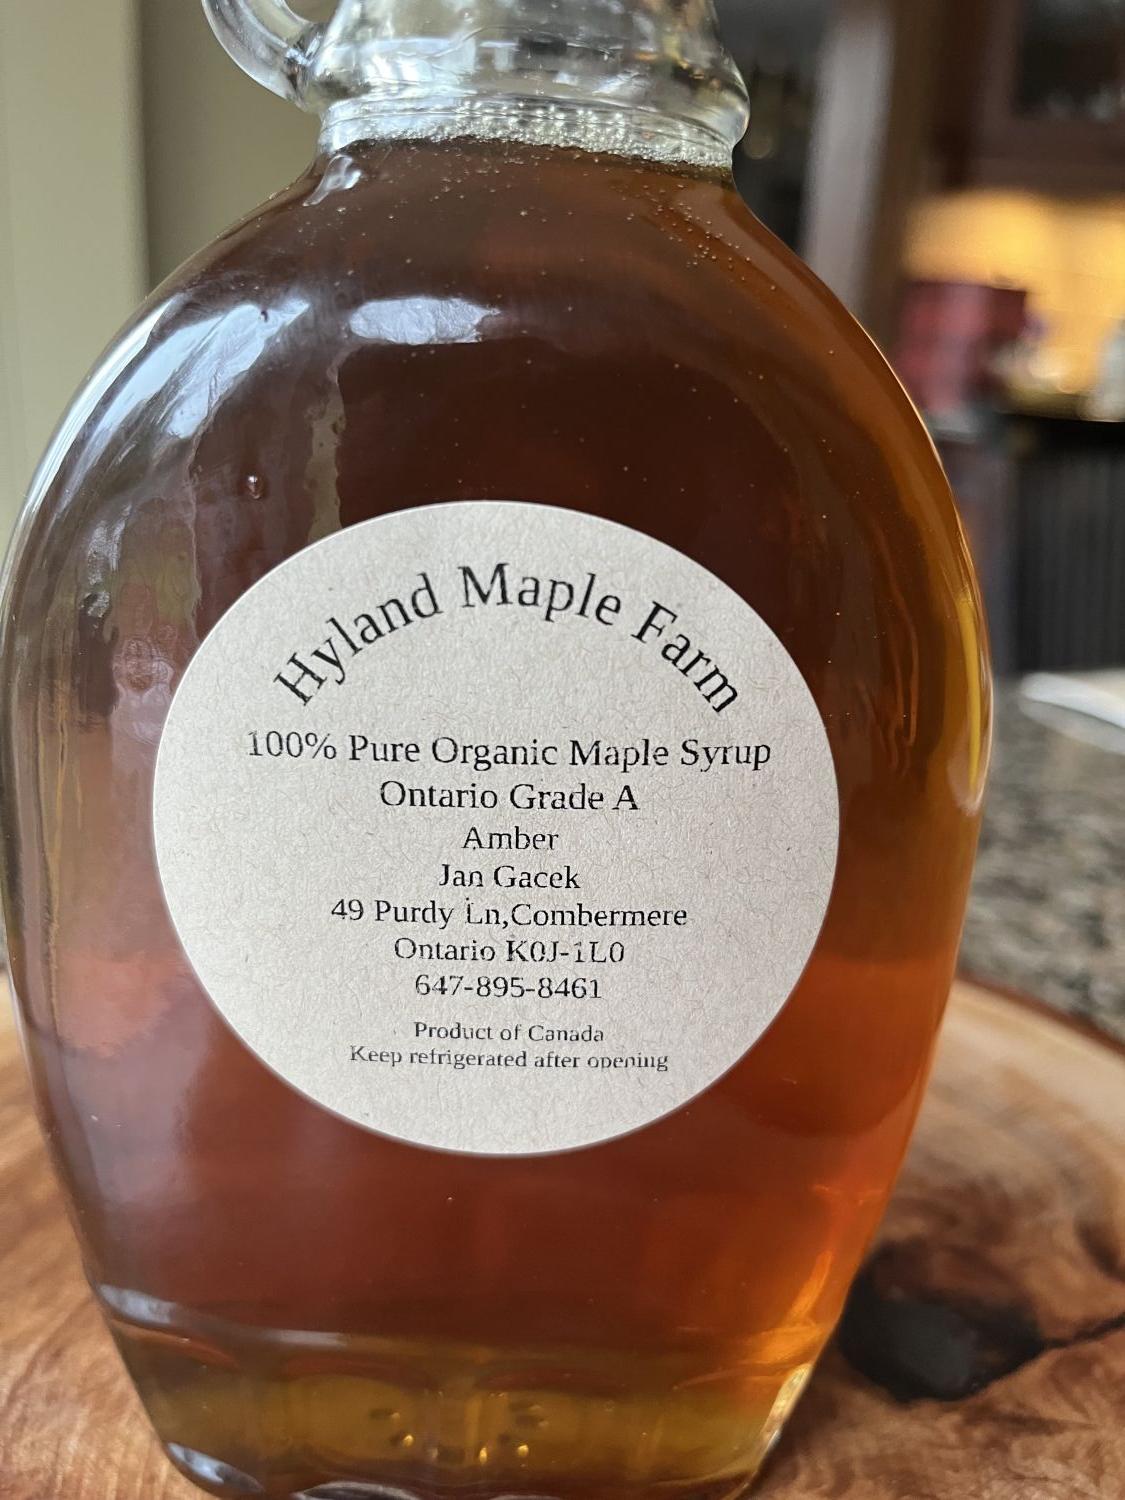 Hyland Maple Farm
100% Pure Organic Maple Syrup
Ontario Grade A
Amber
Jan Gacek
49 Purdy Ln,Combermere
Ontario K0J-1L0
647-895-8461
Product of Canada
Keep refrigerated after opening